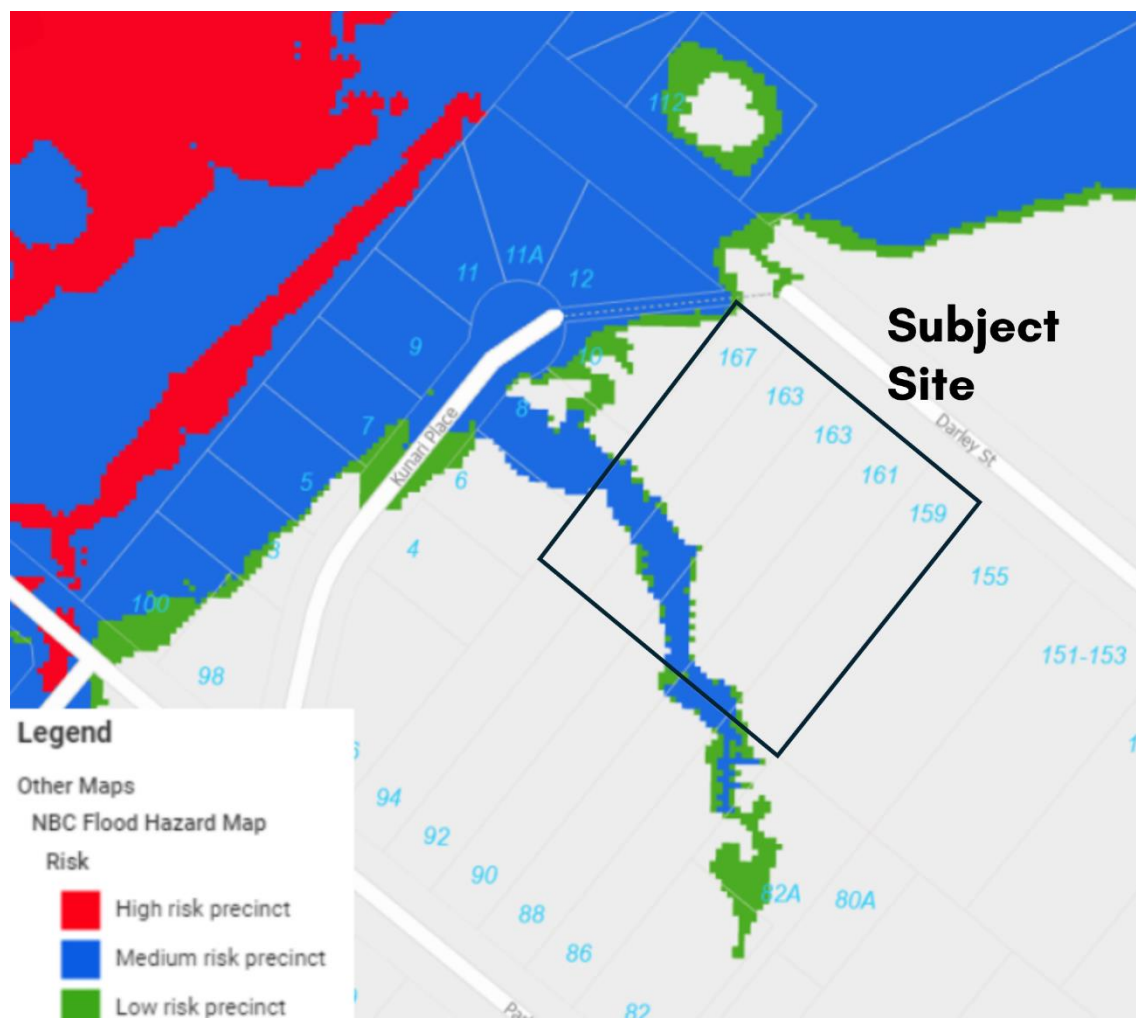 112
11A
11
12
9
10
167
Subject
Site
163
8
7
163
Kunari Place
Darley St
5
6
161
159
3
4
155
100
151-153
98
Legend
Other Maps
94
NBC Flood Hazard Map
92
Risk
90
82A
80A
High risk precinct
88
86
Medium risk precinct
Low risk precinct
82